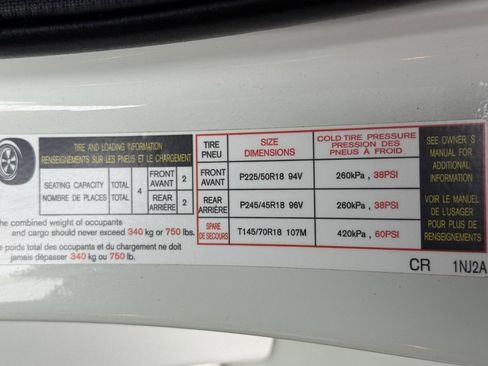 TIRE AND LOADING INFORMATION
RENSEIGNEMENTS SUR LES PNEUS ET LE CHARGEMENT
SEATING CAPACITY TOTAL
NOMBRE DE PLACES TOTAL
4
FRONT
AVANT
2
REAR
ARRIÈRE
2
The combined weight of occupants
and cargo should never exceed 340 kg or 750 lbs.
poids total des occupants et du chargement ne doit
jamais dépasser 340 kg ou 750 lb.
TIRE
PNEU
SIZE
DIMENSIONS
COLD TIRE PRESSURE
PRESSION DES
PNEUS À FROID
FRONT
AVANT
P225/50R18 94V
260kPa , 38PSI
REAR
ARRIÈRE
P245/45R18 96V
260kPa , 38PSI
SPARE
DE SECOURS
T145/70R18 107M
420kPa , 60PSI
SEE OWNER'S
MANUAL FOR
ADDITIONAL
INFORMATION
VOIR LE MANUEL
DE L'USAGER
POUR PLUS DE
RENSEIGNEMENTS
CR 1NJ2A